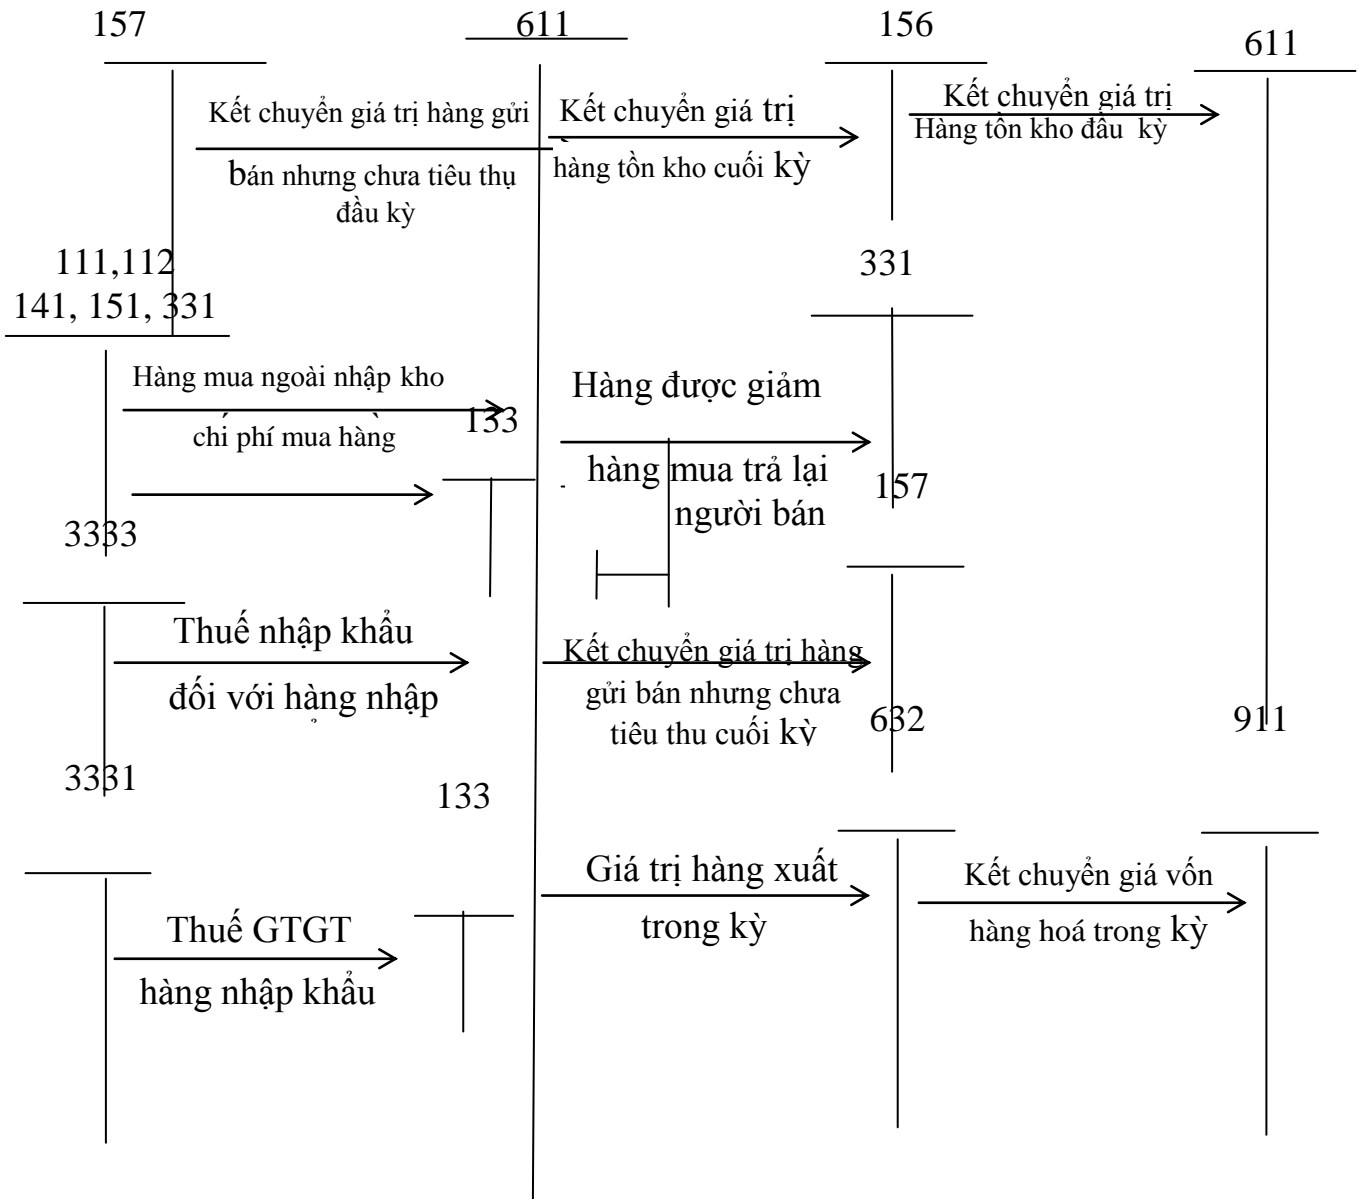 157
611
156
611
Kết chuyển giá trị hàng gửi
bán nhưng chưa tiêu thụ
đầu kỳ
Kết chuyển giá trị
hàng tồn kho cuối kỳ
Kết chuyển giá trị
Hàng tồn kho đầu kỳ
111,112
141, 151, 331
331
Hàng mua ngoài nhập kho
chi phí mua hàng
133
Hàng được giảm
hàng mua trả lại
người bán
157
3333
Thuế nhập khẩu
đối với hàng nhập
Kết chuyển giá trị hàng
gửi bán nhưng chưa
tiêu thu cuối kỳ
632
911
3331
133
Thuế GTGT
hàng nhập khẩu
Giá trị hàng xuất
trong kỳ
Kết chuyển giá vốn
hàng hoá trong kỳ